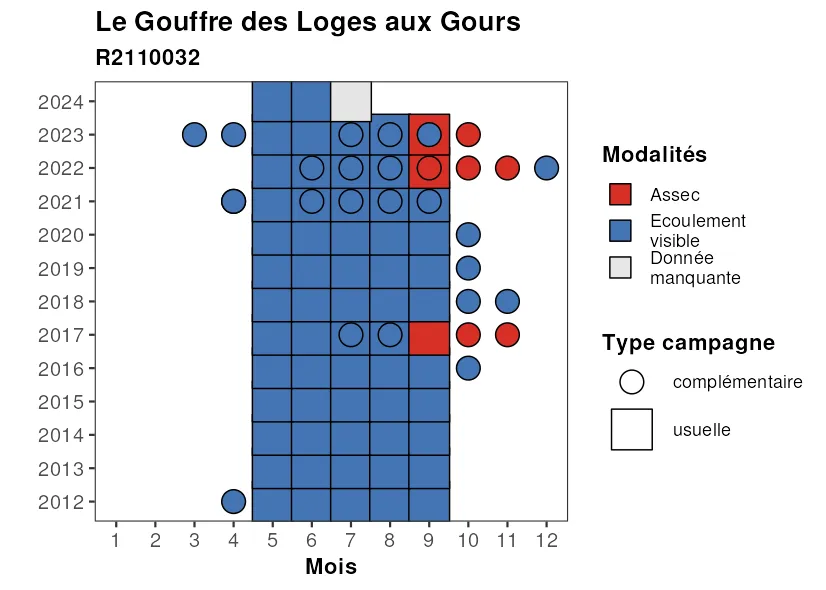 Le Gouffre des Loges aux Gours
R2110032
2024
2023
2022
2021
2020
2019
2018
2017
2016
2015
2014
2013
2012
1 2 3 4 5 6 7 8 9 10 11 12
Mois
Modalités
Assec
Ecoulement
visible
Donnée
manquante
Type campagne
complémentaire
usuelle